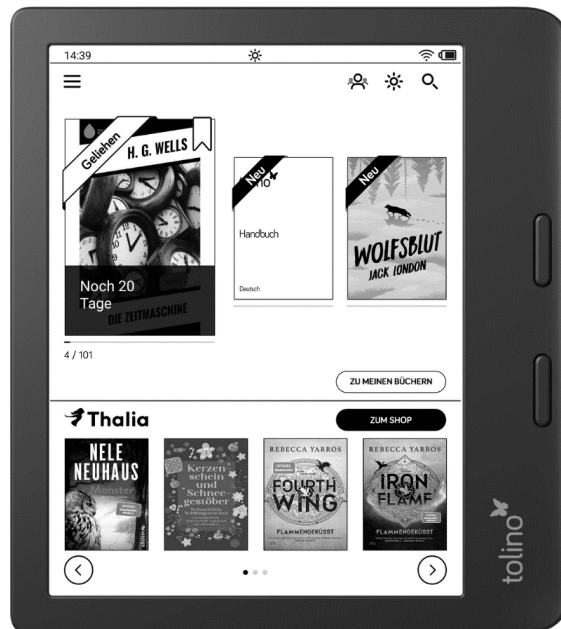 14:39
Geliehen
H. G. WELLS
Noch 20
Tage
DIE ZEITMASCHINE
4 / 101
Neu
tolino
Handbuch
Deutsch
Neu
WOLFSBLUT
JACK LONDON
ZU MEINEN BÜCHERN
Thalia
ZUM SHOP
NELE
NEUHAUS
Monster
Kerzen
schein
und
Schnee
gestöber
REBECCA YARROS
FOURTH
WING
FLAMMENGEKÜSST
REBECCA YARROS
IRON
FLAME
FLAMMENGEKÜSST
tolino